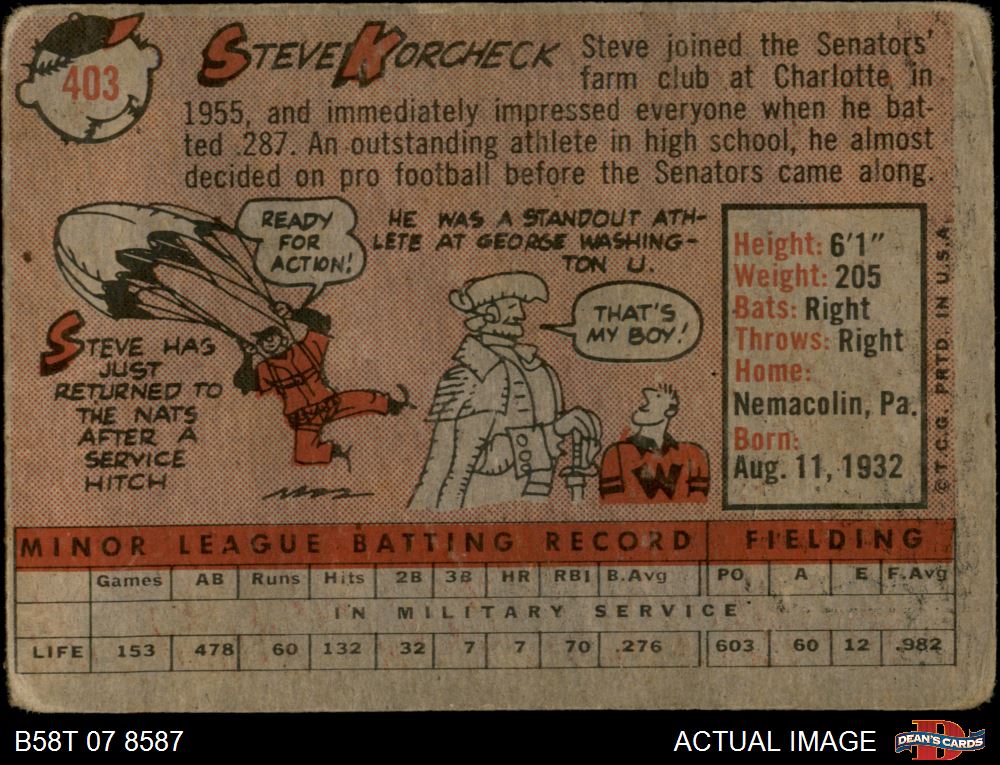 403
STEVE KORCHECK
Steve joined the Senators'
farm club at Charlotte in
1955, and immediately impressed everyone when he bat-
ted .287. An outstanding athlete in high school, he almost
decided on pro football before the Senators came along.
READY
FOR
ACTION!
STEVE HAS
JUST
RETURNED TO
THE NATS
AFTER A
SERVICE
HITCH
HE WAS A STANDOUT ATH-
LETE AT GEORGE WASHING-
TON U.
THAT'S
MY BOY!
W
Height: 6'1"
Weight: 205
Bats: Right
Throws: Right
Home:
Nemacolin, Pa.
Born:
Aug. 11, 1932
© T.C.G. PRTD. IN U.S.A.
MINOR LEAGUE BATTING RECORD FIELDING
Games AB Runs Hits 2B 3B HR RBI B.Avg PO A E F.Avg
IN MILITARY SERVICE
LIFE 153 478 60 132 32 7 7 70 .276 603 60 12 .982
B58T 07 8587 ACTUAL IMAGE DEAN'S CARDS